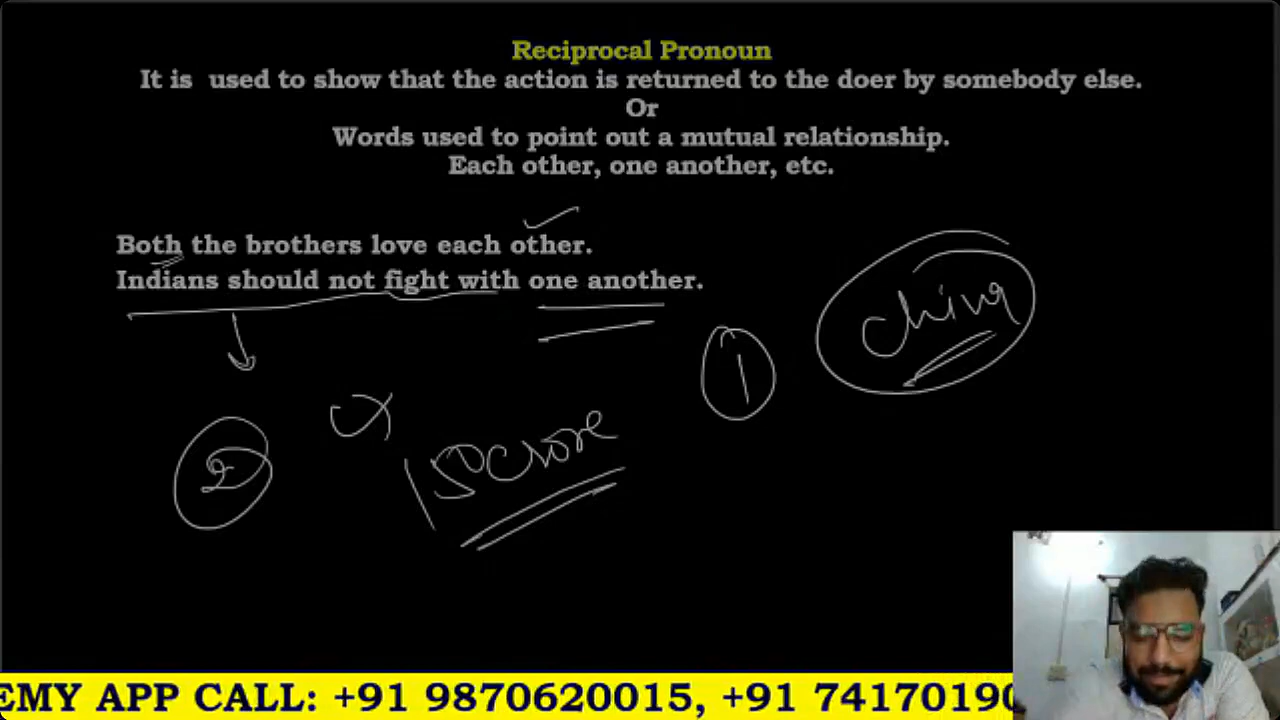 Reciprocal Pronoun
It is used to show that the action is returned to the doer by somebody else.
Or
Words used to point out a mutual relationship.
Each other, one another, etc.
Both the brothers love each other.
Indians should not fight with one another.
China
1
2
150 crore
EMY APP CALL: +91 9870620015, +91 74170190